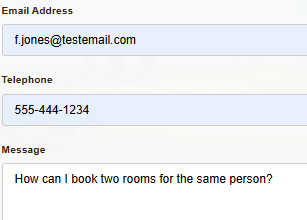 Email Address
f.jones@testemail.com
Telephone
555-444-1234
Message
How can I book two rooms for the same person?